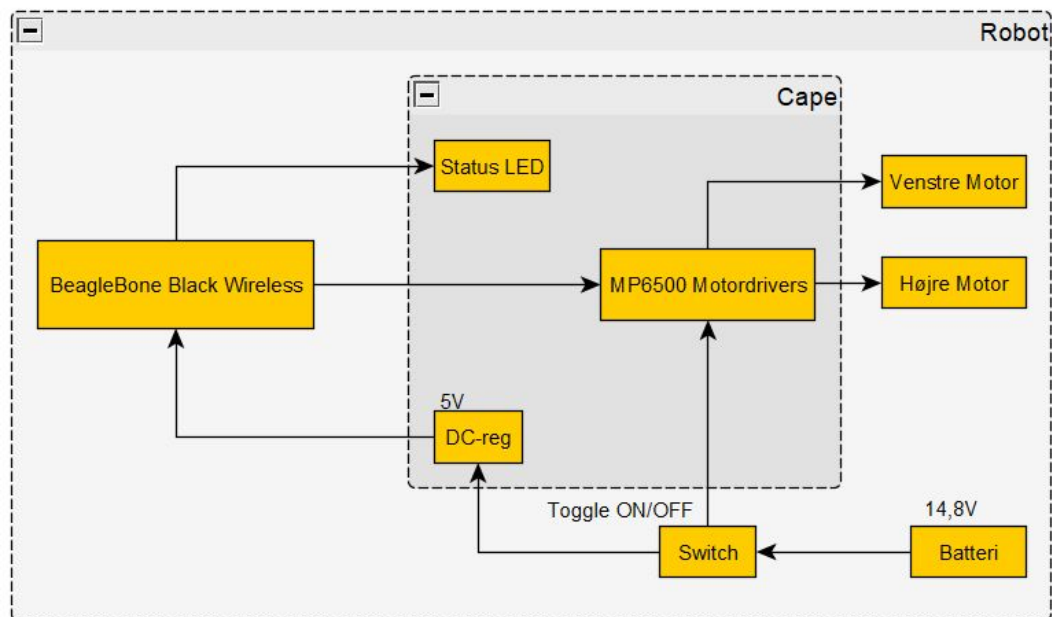 Robot
Cape
Status LED
Venstre Motor
BeagleBone Black Wireless
MP6500 Motordrivers
Højre Motor
5V
DC-reg
Toggle ON/OFF
14,8V
Switch
Batteri